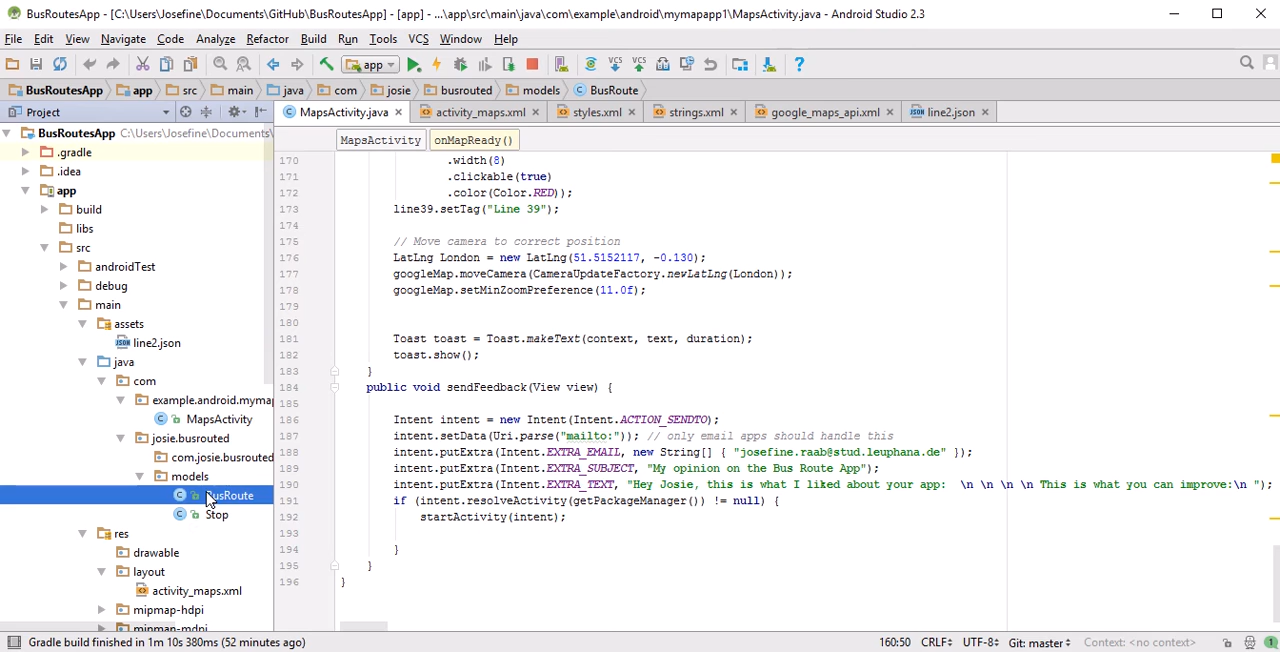 BusRoutesApp - [C:\Users\Josefine\Documents\GitHub\BusRoutesApp] - [app] - ...\app\src\main\java\com\example\android\mymapapp1\MapsActivity.java - Android Studio 2.3
File Edit View Navigate Code Analyze Refactor Build Run Tools VCS Window Help
app
BusRoutesApp app src main java com josie busrouted models BusRoute
Project
MapsActivity.java activity_maps.xml styles.xml strings.xml google_maps_api.xml line2.json
MapsActivity onMapReady()
BusRoutesApp C:\Users\Josefine\Documents\
.gradle
.idea
app
build
libs
src
androidTest
debug
main
assets
line2.json
java
com
example.android.mymap
MapsActivity
josie.busrouted
com.josie.busrouted
models
BusRoute
Stop
res
drawable
layout
activity_maps.xml
mipmap-hdpi
mipmap-mdpi
170 .width(8)
171 .clickable(true)
172 .color(Color.RED));
173 line39.setTag("Line 39");
174
175 // Move camera to correct position
176 LatLng London = new LatLng(51.5152117, -0.130);
177 googleMap.moveCamera(CameraUpdateFactory.newLatLng(London));
178 googleMap.setMinZoomPreference(11.0f);
179
180
181 Toast toast = Toast.makeText(context, text, duration);
182 toast.show();
183 }
184 public void sendFeedback(View view) {
185
186 Intent intent = new Intent(Intent.ACTION_SENDTO);
187 intent.setData(Uri.parse("mailto:")); // only email apps should handle this
188 intent.putExtra(Intent.EXTRA_EMAIL, new String[] { "josefine.raab@stud.leuphana.de" });
189 intent.putExtra(Intent.EXTRA_SUBJECT, "My opinion on the Bus Route App");
190 intent.putExtra(Intent.EXTRA_TEXT, "Hey Josie, this is what I liked about your app: \n \n \n \n This is what you can improve:\n ");
191 if (intent.resolveActivity(getPackageManager()) != null) {
192 startActivity(intent);
193
194 }
195 }
196 }
Gradle build finished in 1m 10s 380ms (52 minutes ago) 160:50 CRLF UTF-8 Git: master Context: <no context> 1